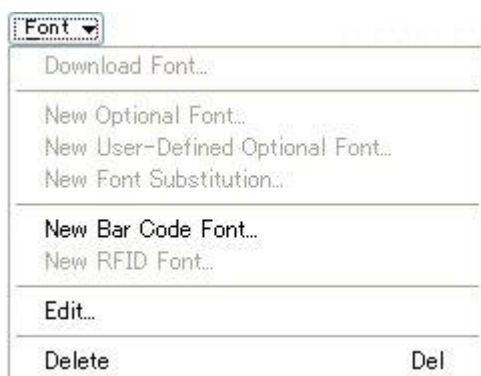 Font
Download Font...
New Optional Font...
New User-Defined Optional Font...
New Font Substitution...
New Bar Code Font...
New RFID Font...
Edit...
Delete Del